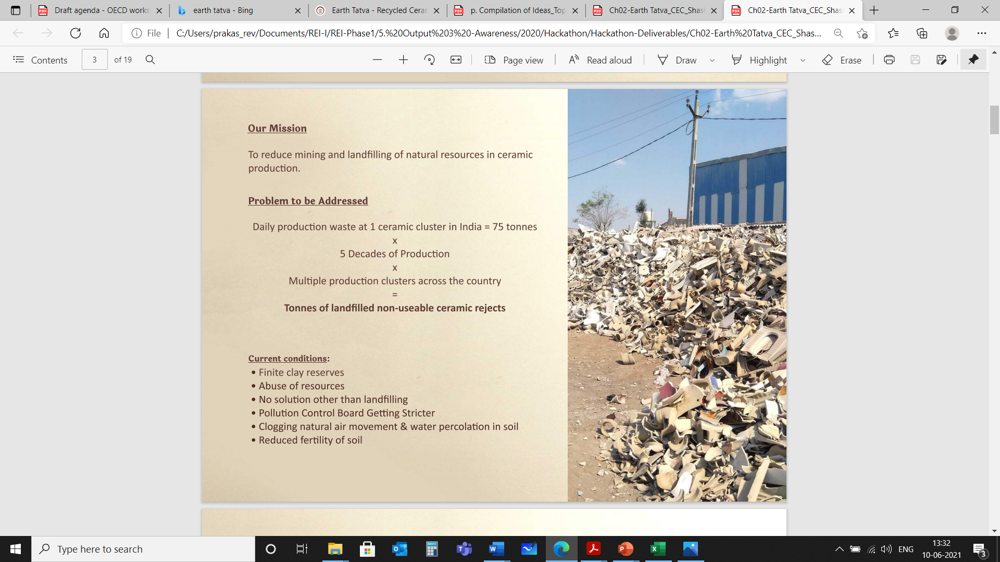 Draft agenda - OECD works
earth tatva - Bing
Earth Tatva - Recycled Cerar
p. Compilation of Ideas_Top
Ch02-Earth Tatva_CEC_Shas
Ch02-Earth Tatva_CEC_Shas
File
C:/Users/prakas_rev/Documents/REI-I/REI-Phase1/5.%20Output%203%20-Awareness/2020/Hackathon/Hackathon-Deliverables/Ch02-Earth%20Tatva_CEC_Shas...
Contents
3
of 19
Page view
Read aloud
Draw
Highlight
Erase
Our Mission
To reduce mining and landfilling of natural resources in ceramic
production.
Problem to be Addressed
Daily production waste at 1 ceramic cluster in India = 75 tonnes
x
5 Decades of Production
x
Multiple production clusters across the country
=
Tonnes of landfilled non-useable ceramic rejects
Current conditions:
• Finite clay reserves
• Abuse of resources
• No solution other than landfilling
• Pollution Control Board Getting Stricter
• Clogging natural air movement & water percolation in soil
• Reduced fertility of soil
Type here to search
ENG
13:32
10-06-2021
3